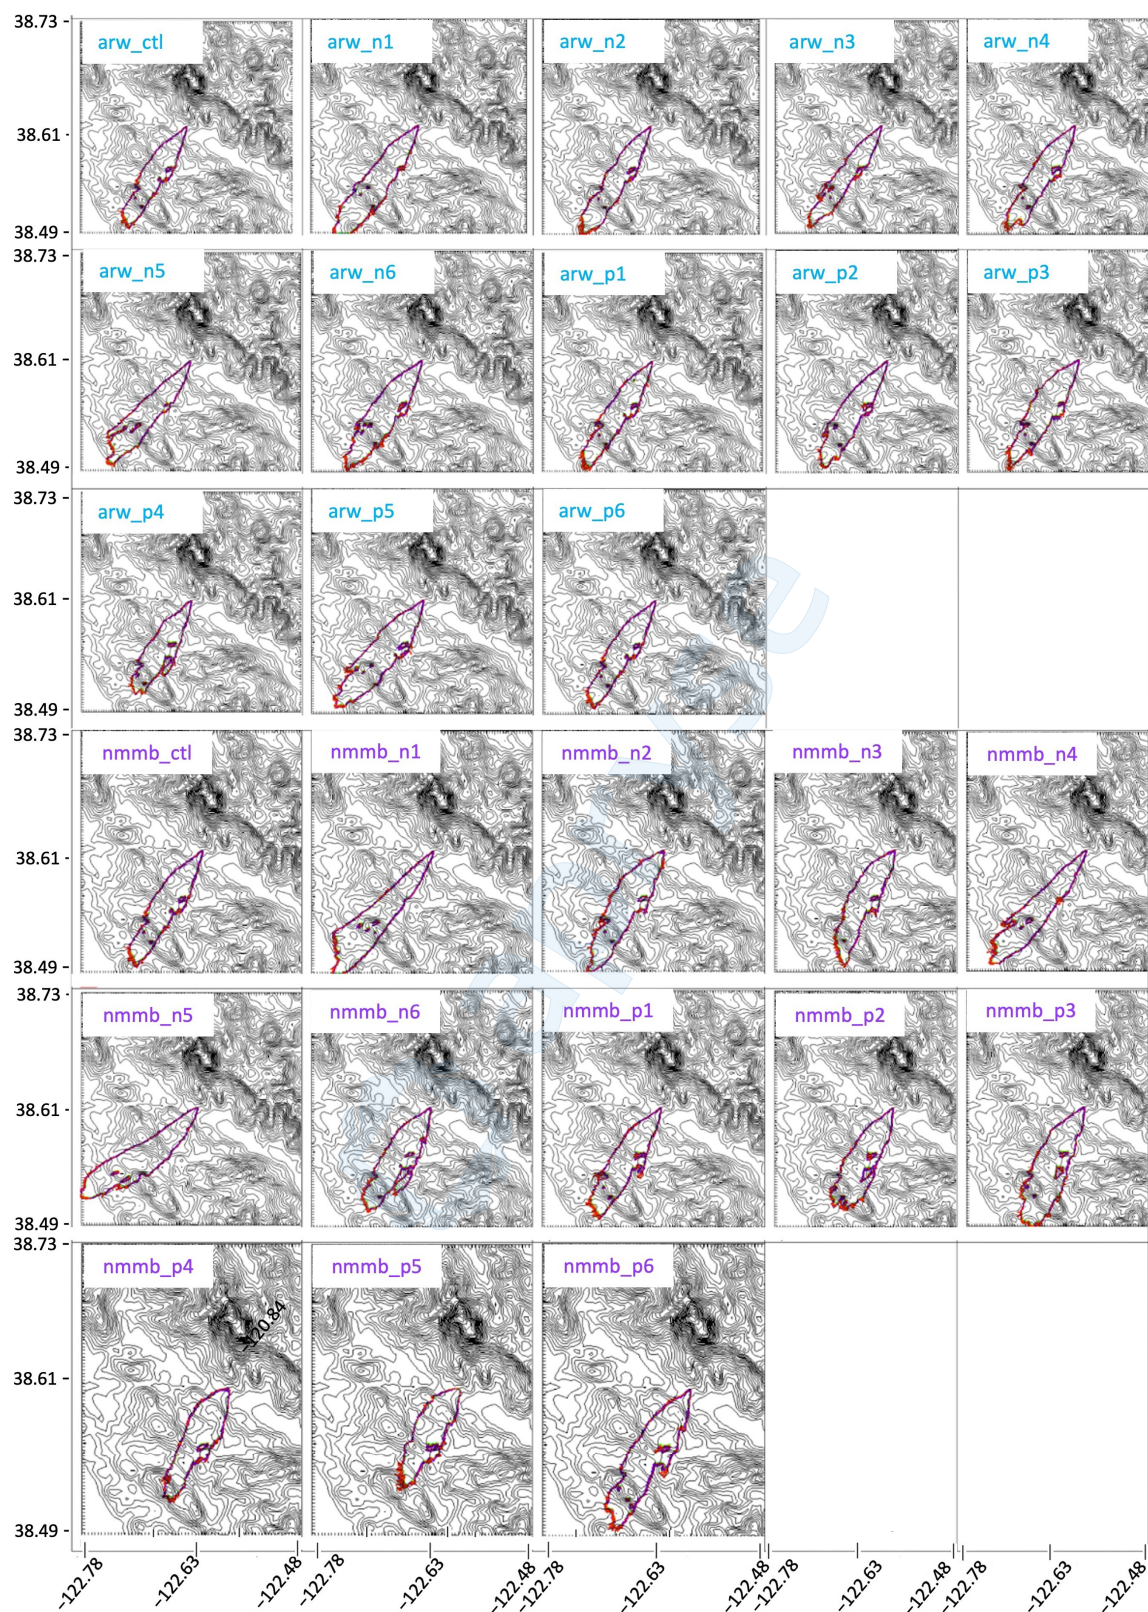 38.73
arw_ctl arw_n1 arw_n2 arw_n3 arw_n4
38.61
38.49
38.73
arw_n5 arw_n6 arw_p1 arw_p2 arw_p3
38.61
38.49
38.73
arw_p4 arw_p5 arw_p6
38.61
38.49
38.73
nmmb_ctl nmmb_n1 nmmb_n2 nmmb_n3 nmmb_n4
38.61
38.49
38.73
nmmb_n5 nmmb_n6 nmmb_p1 nmmb_p2 nmmb_p3
38.61
38.49
38.73
nmmb_p4 nmmb_p5 nmmb_p6
-120.84
38.61
38.49
-122.78 -122.63 -122.48 -122.78 -122.63 -122.48 -122.78 -122.63 -122.48 -122.78 -122.63 -122.48 -122.78 -122.63 -122.48